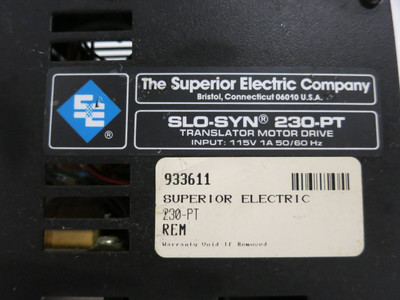 The Superior Electric Company
Bristol, Connecticut 06010 U.S.A.
SLO-SYN® 230-PT
TRANSLATOR MOTOR DRIVE
INPUT: 115V 1A 50/60 Hz
®
933611
SUPERIOR ELECTRIC
230-PT
REM
Warranty Void If Removed